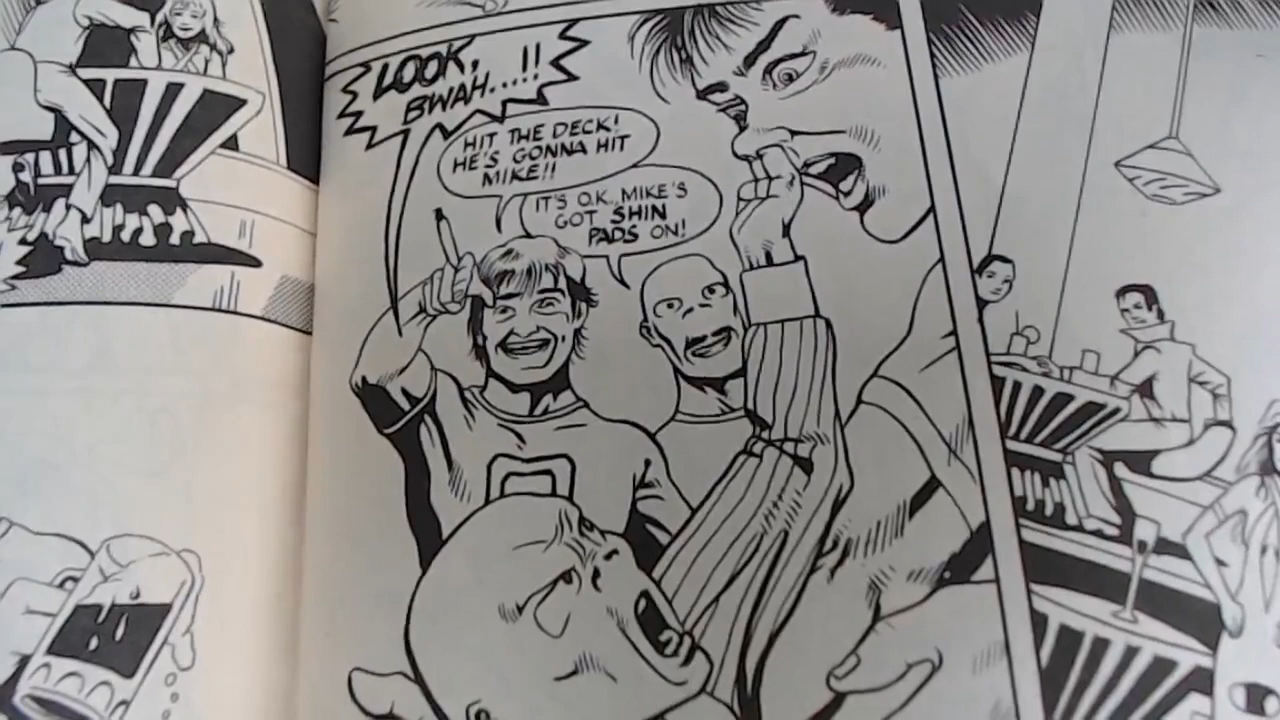 LOOK,
BWAH...!!
HIT THE DECK!
HE'S GONNA HIT
MIKE!!
IT'S O.K., MIKE'S
GOT SHIN
PADS ON!